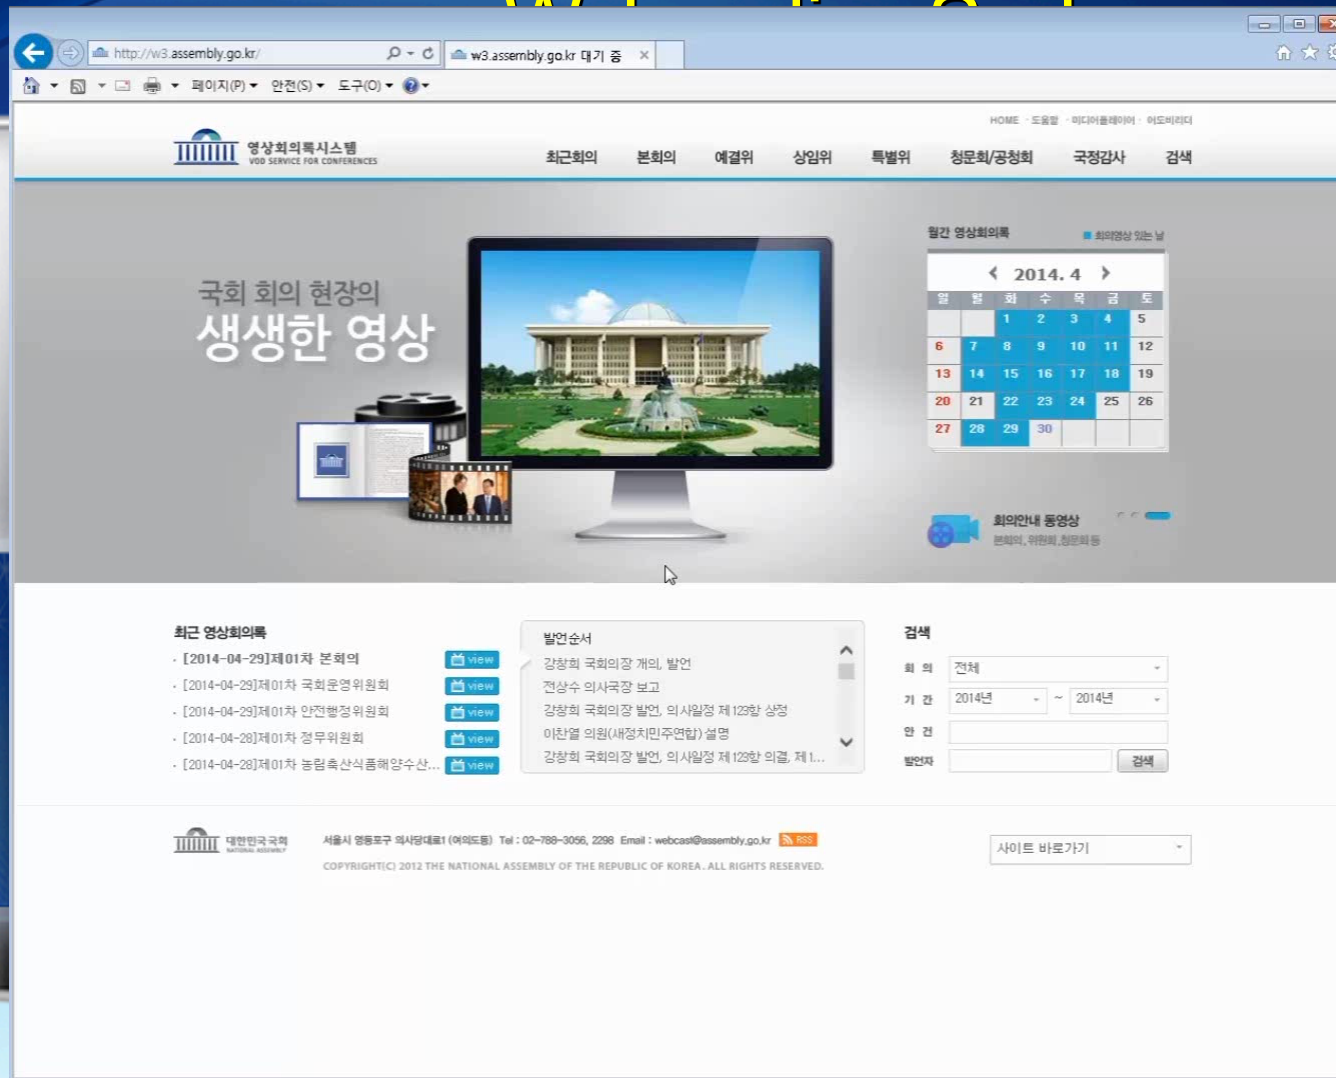 http://w3.assembly.go.kr/
w3.assembly.go.kr 대기 중
페이지(P) 안전(S) 도구(O)
HOME · 도움말 · 미디어플레이어 · 어도비리더
영상회의록시스템
VOD SERVICE FOR CONFERENCES
최근회의 본회의 예결위 상임위 특별위 청문회/공청회 국정감사 검색
국회 회의 현장의
생생한 영상
월간 영상회의록
회의영상 있는 날
2014. 4
일 월 화 수 목 금 토
1 2 3 4 5
6 7 8 9 10 11 12
13 14 15 16 17 18 19
20 21 22 23 24 25 26
27 28 29 30
회의안내 동영상
본회의, 위원회, 청문회 등
최근 영상회의록
· [2014-04-29]제01차 본회의 view
· [2014-04-29]제01차 국회운영위원회 view
· [2014-04-29]제01차 안전행정위원회 view
· [2014-04-28]제01차 정무위원회 view
· [2014-04-28]제01차 농림축산식품해양수산... view
발언순서
강창희 국회의장 개의, 발언
전상수 의사국장 보고
강창희 국회의장 발언, 의사일정 제123항 상정
이찬열 의원(새정치민주연합) 설명
강창희 국회의장 발언, 의사일정 제123항 의결, 제1...
검색
회 의 전체
기 간 2014년 ~ 2014년
안 건
발언자 검색
대한민국국회
NATIONAL ASSEMBLY
서울시 영등포구 의사당대로1 (여의도동) Tel : 02-788-3056, 2298 Email : webcast@assembly.go.kr RSS
COPYRIGHT(C) 2012 THE NATIONAL ASSEMBLY OF THE REPUBLIC OF KOREA. ALL RIGHTS RESERVED.
사이트 바로가기